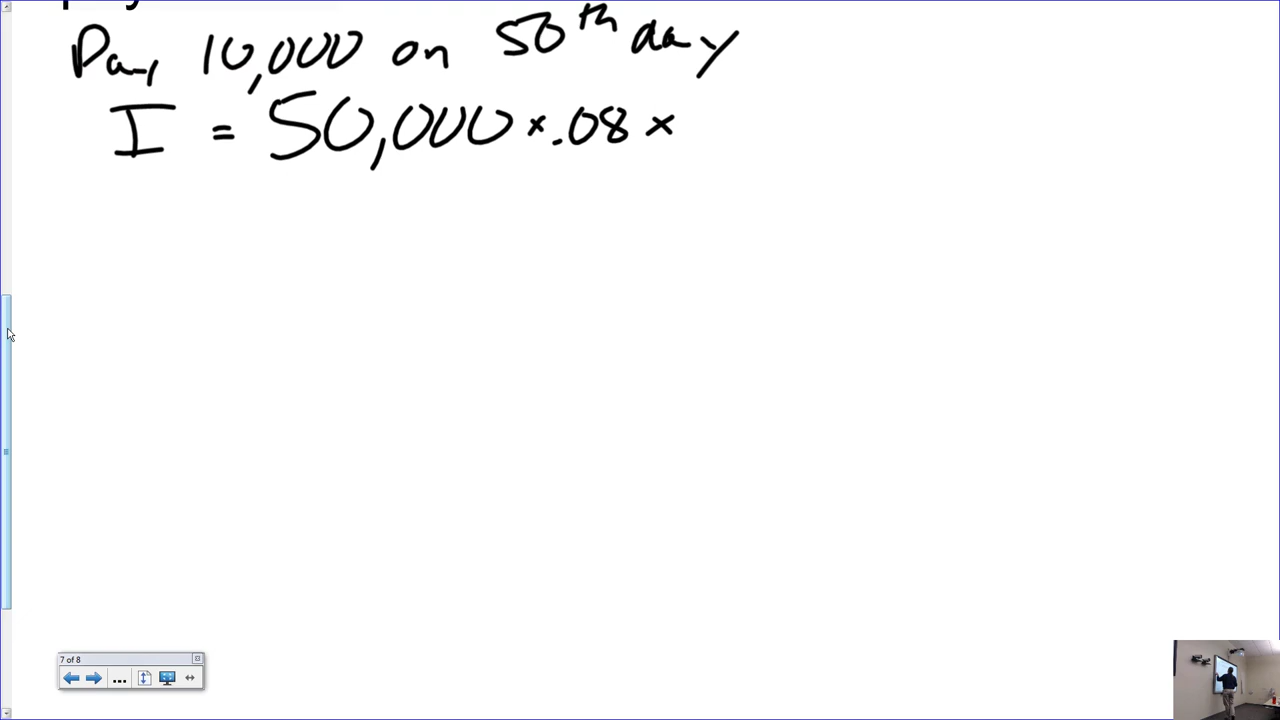 Pay 10,000 on 50th day
I = 50,000 × .08 ×
7 of 8
...